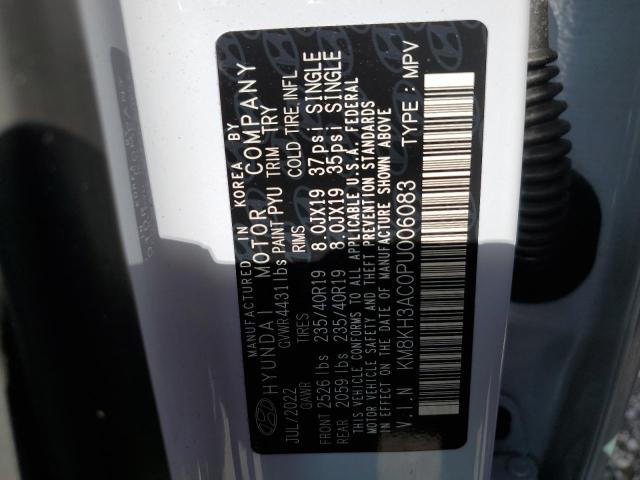 MANUFACTURED IN KOREA BY
HYUNDAI MOTOR COMPANY
JUL/2022 GVWR 4431 lbs PAINT PYU TRIM TRY
GAWR TIRES RIMS COLD TIRE INFL.
FRONT 2526 lbs 235/40R19 8.0JX19 37psi SINGLE
REAR 2059 lbs 235/40R19 8.0JX19 35psi SINGLE
THIS VEHICLE CONFORMS TO ALL APPLICABLE U.S.A. FEDERAL
MOTOR VEHICLE SAFETY AND THEFT PREVENTION STANDARDS
IN EFFECT ON THE DATE OF MANUFACTURE SHOWN ABOVE.
V.I.N KM8KH3AC0PU006083 TYPE : MPV